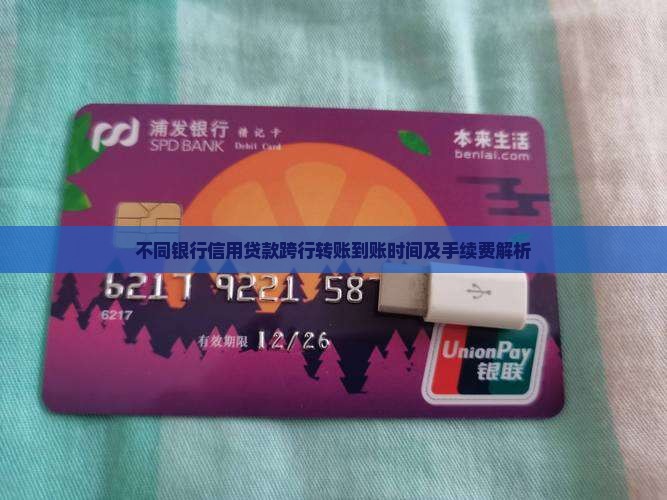 浦发银行 借记卡
SPD BANK Debit Card
本来生活
benlai.com
不同银行信用贷款跨行转账到账时间及手续费解析
6217 9221 58
6217
有效期限 12/26
UnionPay
银联